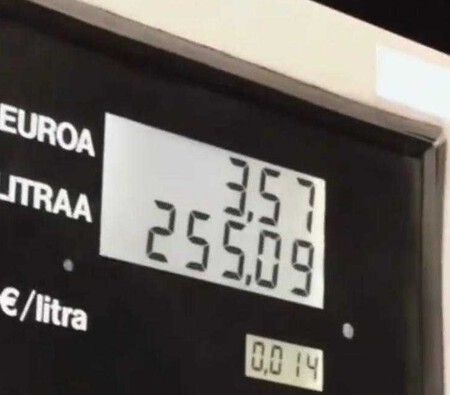 EUROA 3,57
LITRAA 255,09
€/litra
0,014